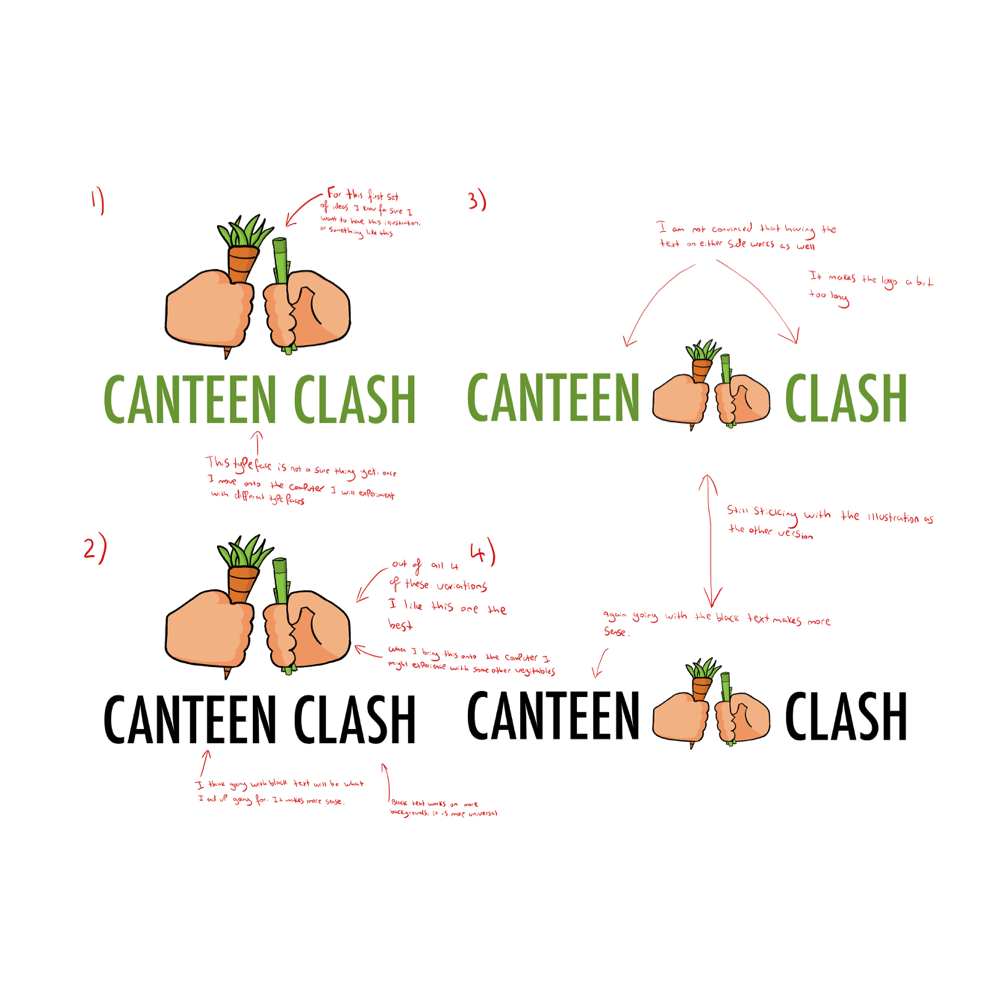 1)
For this first set
of ideas I know for sure I
want to have this illustration.
or something like this
CANTEEN CLASH
This typeface is not a sure thing yet. once
I move onto the computer I will expoiment
with different typefaces
2)
out of all 4
of these variations
I like this one the
best
when I bring this onto the computer I
might expoiance with some other vegitables
CANTEEN CLASH
I think going with black text will be what
I end up going for. It makes more sense.
Black text works on more
backgrounds. it is more universal
3)
I am not convinced that having the
text on either side works as well
It makes the logo a bit
too long
CANTEEN CLASH
Still sticking with the illustration as
the other version
4)
again going with the black text makes more
sense.
CANTEEN CLASH